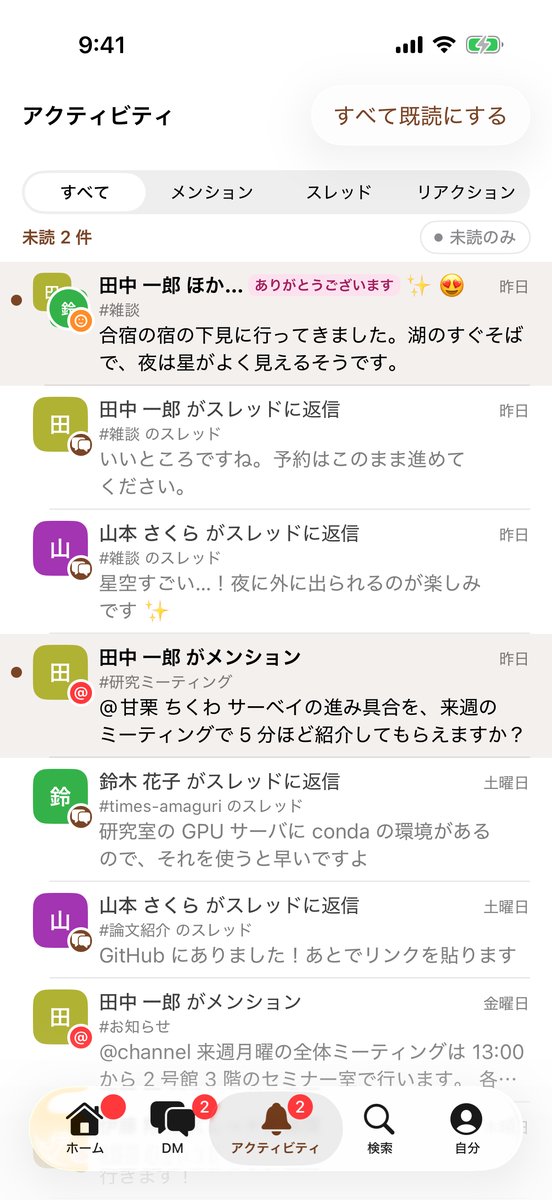 9:41
アクティビティ
すべて既読にする
すべて
メンション
スレッド
リアクション
未読 2 件
未読のみ
田
鈴
田中 一郎 ほか… ありがとうございます ✨ 😍 昨日
#雑談
合宿の宿の下見に行ってきました。湖のすぐそば
で、夜は星がよく見えるそうです。
田
田中 一郎 がスレッドに返信 昨日
#雑談 のスレッド
いいところですね。予約はこのまま進めて
ください。
山
山本 さくら がスレッドに返信 昨日
#雑談 のスレッド
星空すごい…！夜に外に出られるのが楽しみ
です ✨
田
@
田中 一郎 がメンション 昨日
#研究ミーティング
@甘栗 ちくわ サーベイの進み具合を、来週の
ミーティングで 5 分ほど紹介してもらえますか？
鈴
鈴木 花子 がスレッドに返信 土曜日
#times-amaguri のスレッド
研究室の GPU サーバに conda の環境がある
ので、それを使うと早いですよ
山
山本 さくら がスレッドに返信 土曜日
#論文紹介 のスレッド
GitHub にありました！あとでリンクを貼ります
田
@
田中 一郎 がメンション 金曜日
#お知らせ
@channel 来週月曜の全体ミーティングは 13:00
から 2 号館 3 階のセミナー室で行います。 各…
2
2
ホーム
DM
アクティビティ
検索
自分
行きます！